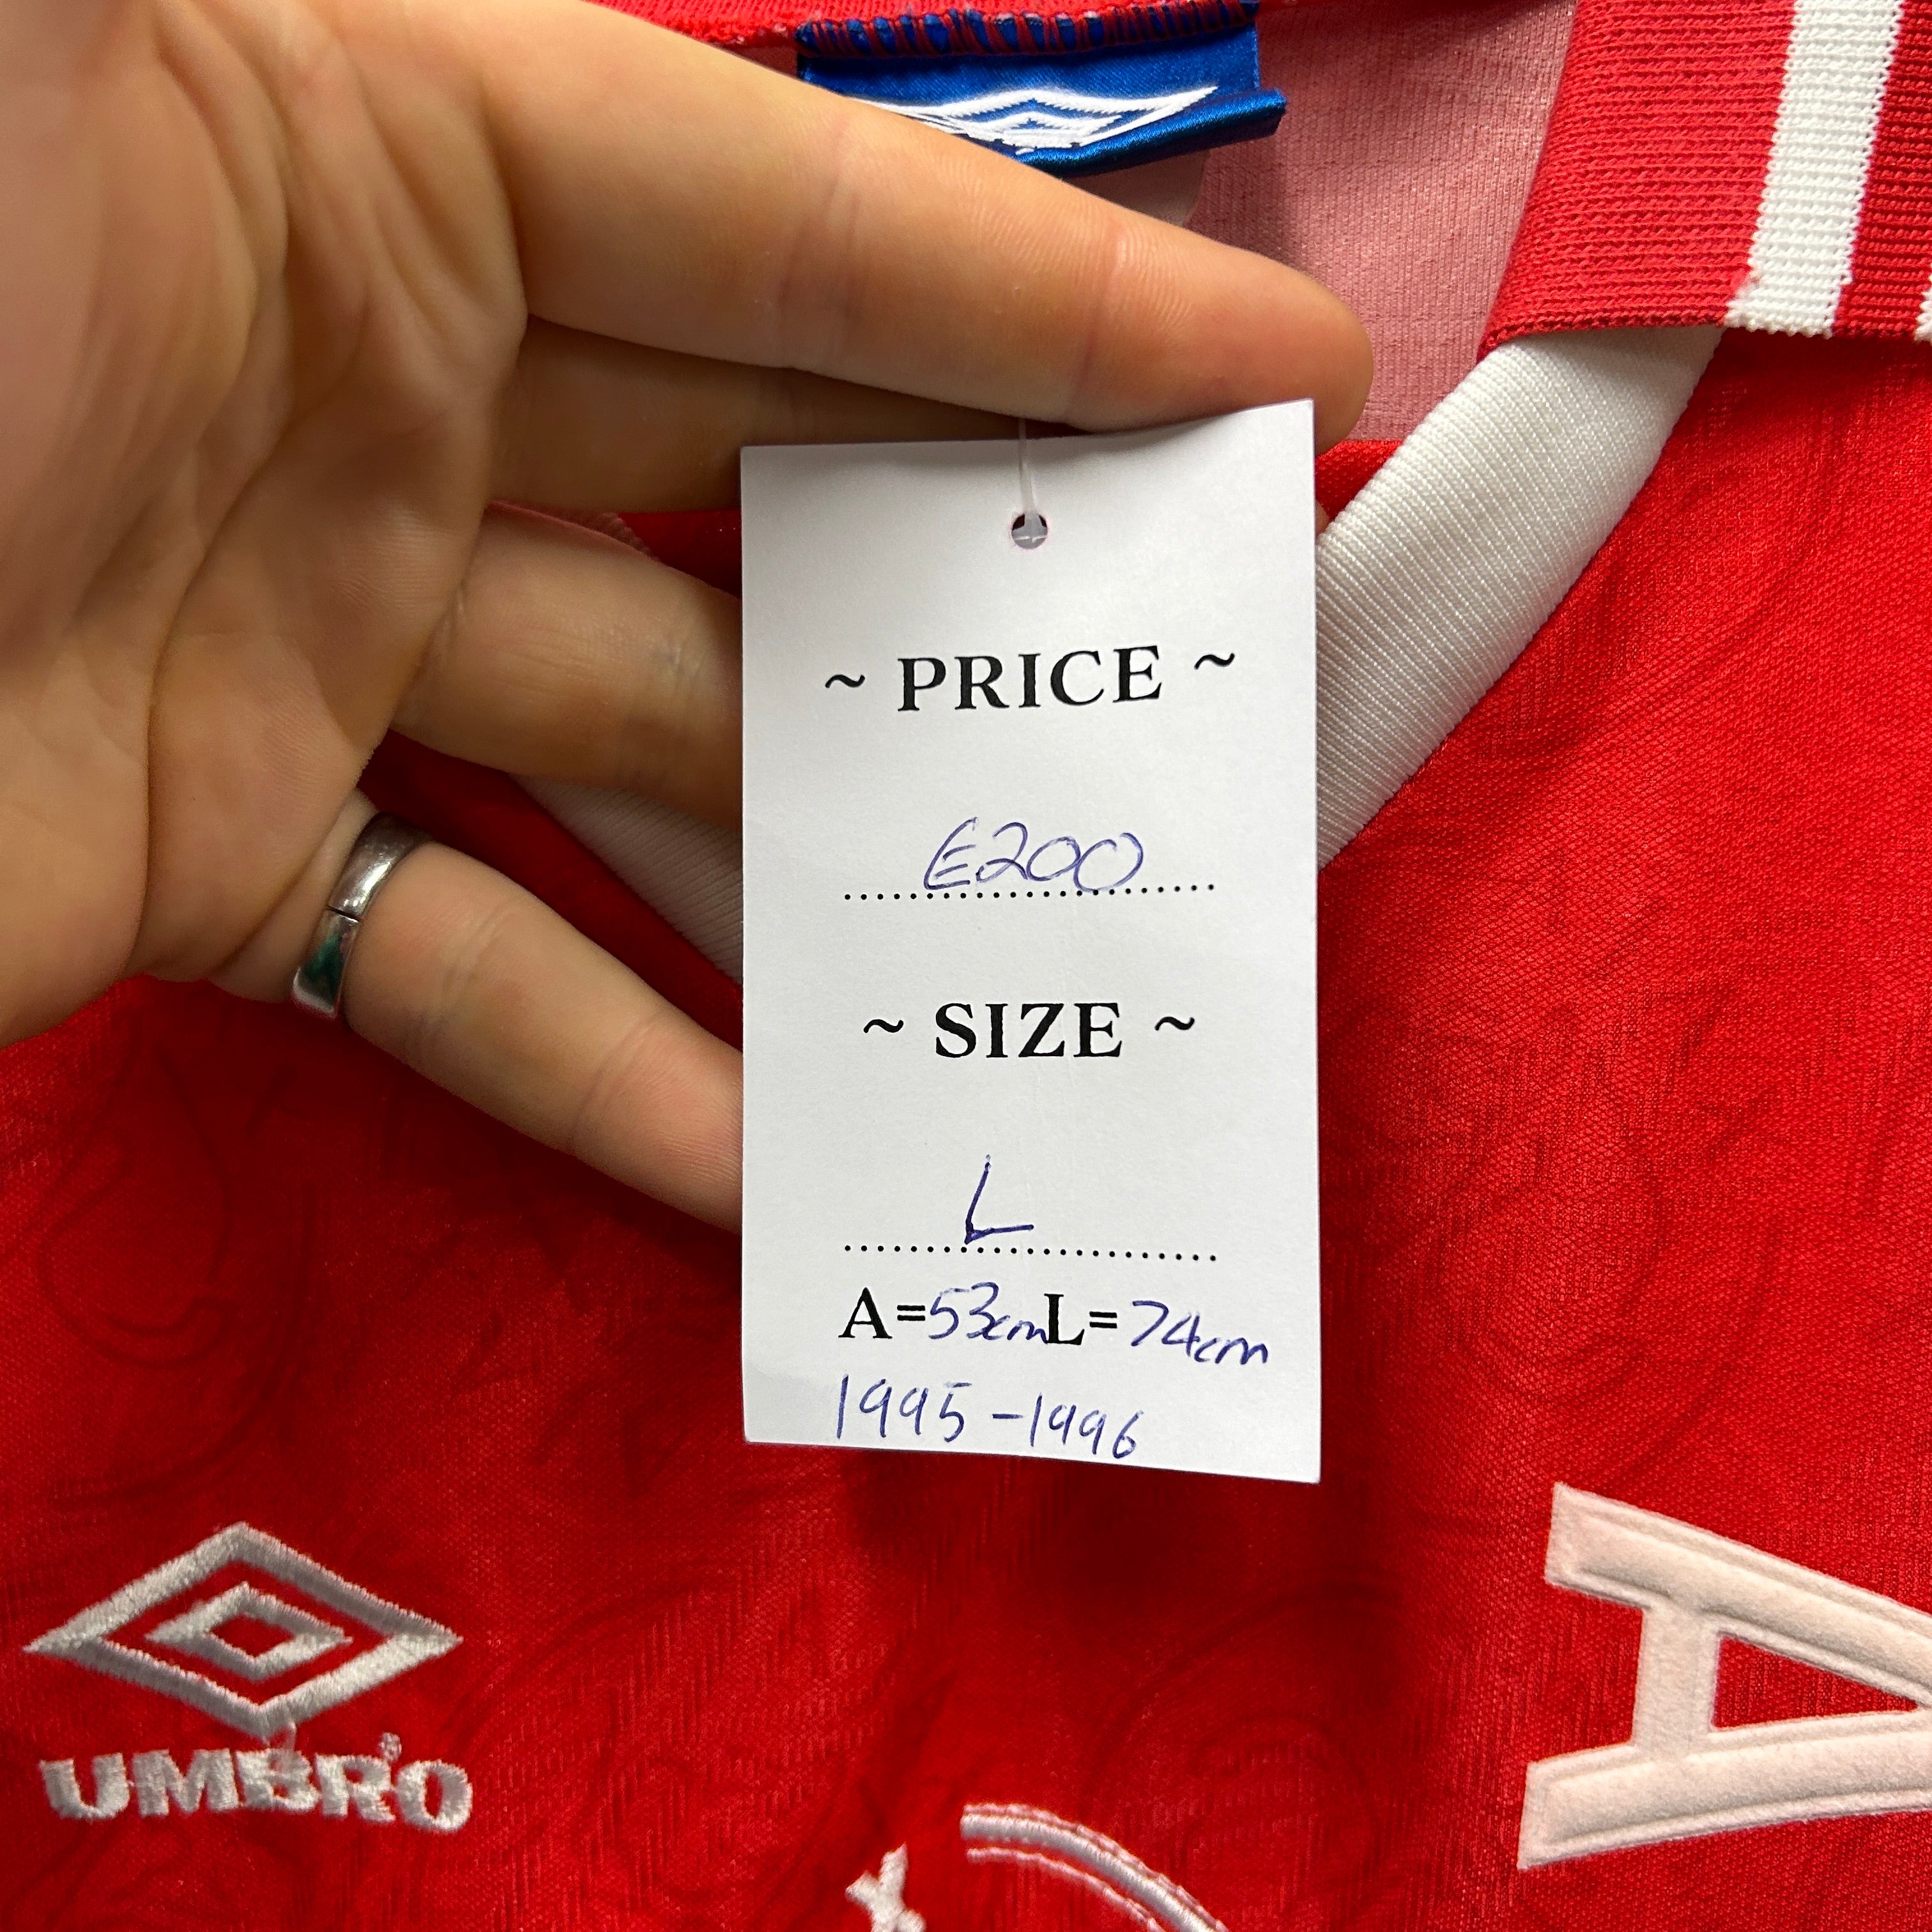 ~ PRICE ~
€200
~ SIZE ~
L
A=53cm L=74cm
1995-1996
UMBRO
A